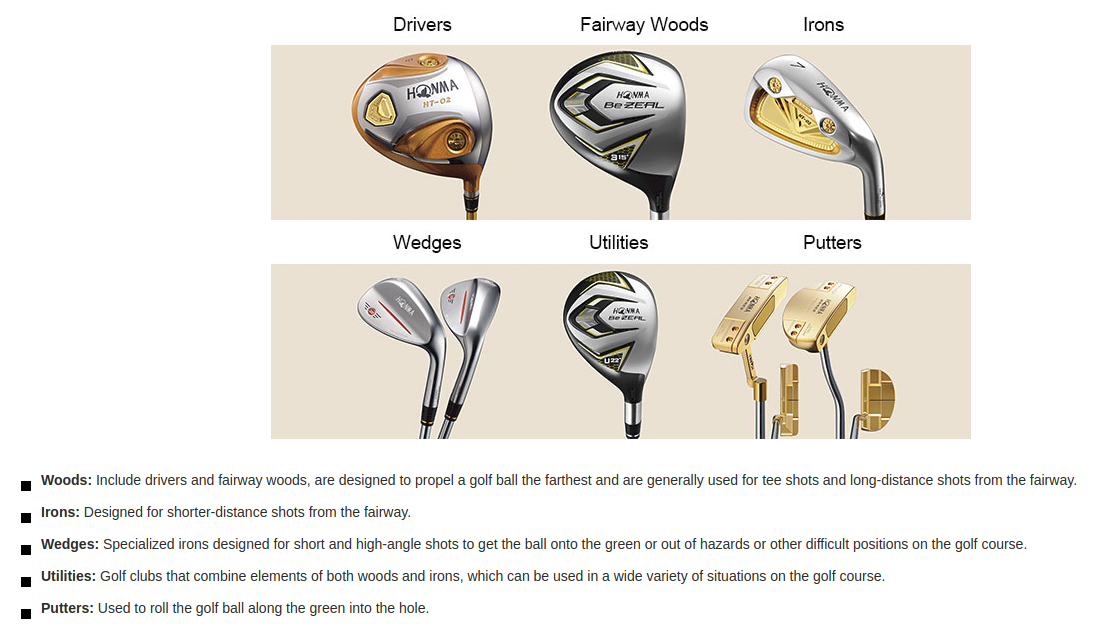 Drivers Fairway Woods Irons
HONMA
HT-02
HONMA
Be ZEAL
3 15°
7
HONMA
Wedges Utilities Putters
HONMA
HONMA
Be ZEAL
U22°
HONMA
HONMA
Woods: Include drivers and fairway woods, are designed to propel a golf ball the farthest and are generally used for tee shots and long-distance shots from the fairway.
Irons: Designed for shorter-distance shots from the fairway.
Wedges: Specialized irons designed for short and high-angle shots to get the ball onto the green or out of hazards or other difficult positions on the golf course.
Utilities: Golf clubs that combine elements of both woods and irons, which can be used in a wide variety of situations on the golf course.
Putters: Used to roll the golf ball along the green into the hole.